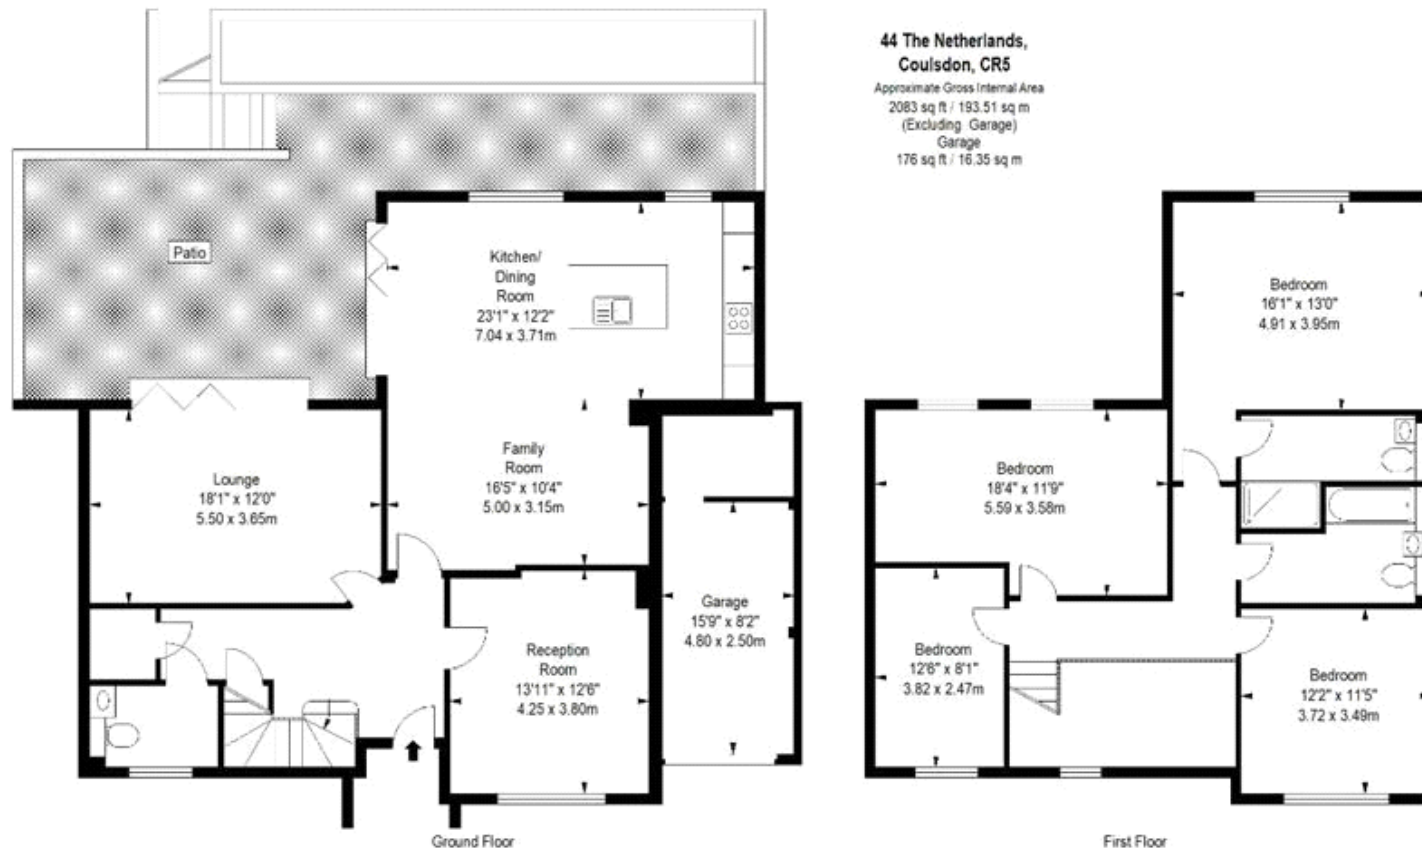 44 The Netherlands,
Coulsdon, CR5
Approximate Gross Internal Area
2083 sq ft / 193.51 sq m
(Excluding Garage)
Garage
176 sq ft / 16.35 sq m
Patio
Kitchen/
Dining
Room
23'1" x 12'2"
7.04 x 3.71m
Lounge
18'1" x 12'0"
5.50 x 3.65m
Family
Room
16'5" x 10'4"
5.00 x 3.15m
Garage
15'9" x 8'2"
4.80 x 2.50m
Reception
Room
13'11" x 12'6"
4.25 x 3.80m
Ground Floor
Bedroom
16'1" x 13'0"
4.91 x 3.95m
Bedroom
18'4" x 11'9"
5.59 x 3.58m
Bedroom
12'6" x 8'1"
3.82 x 2.47m
Bedroom
12'2" x 11'5"
3.72 x 3.49m
First Floor